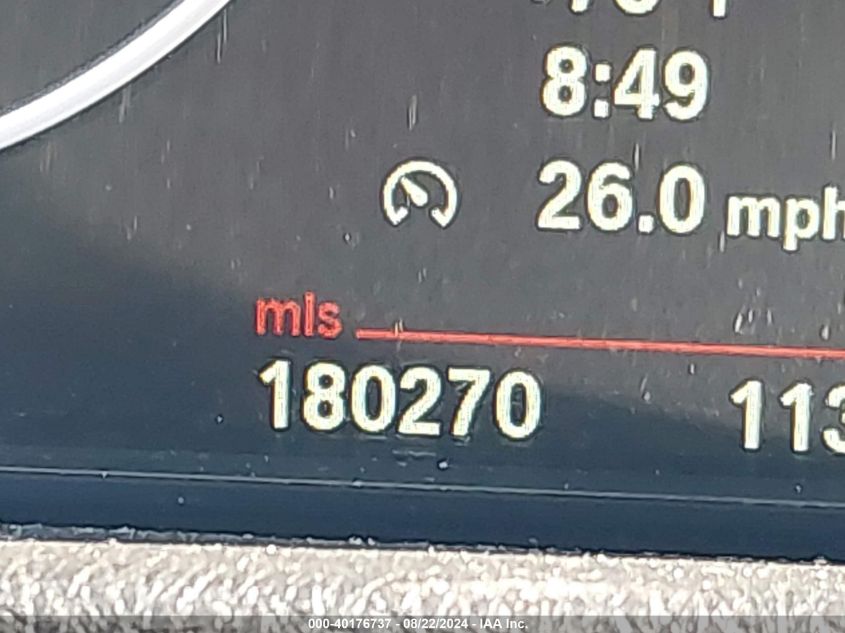 8:49
26.0 mph
mls
180270 113
000-40176737 - 08/22/2024 - IAA Inc.